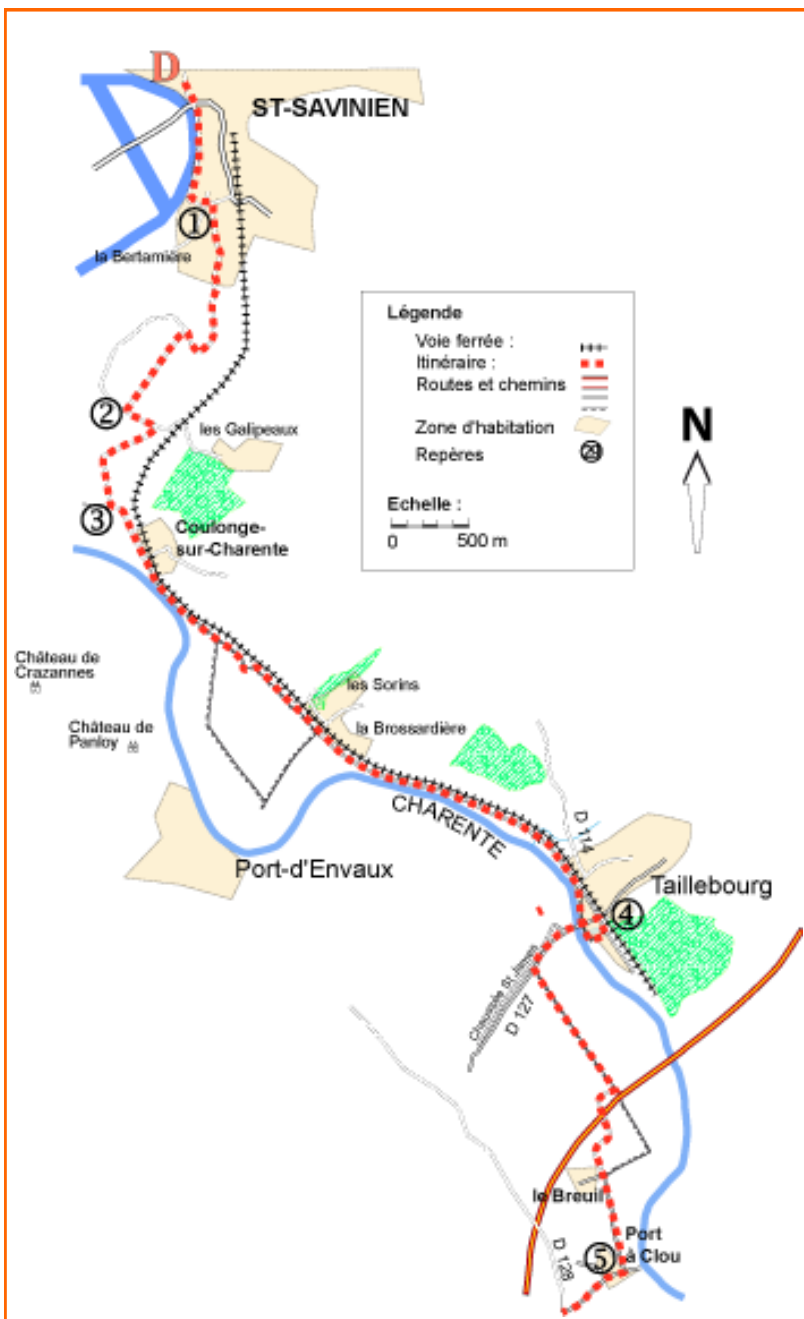 D
ST-SAVINIEN
①
la Bertamière
Légende
Voie ferrée :
Itinéraire :
Routes et chemins
Zone d'habitation
Repères
㉙
Echelle :
0 500 m
N
②
les Galipeaux
③
Coulonge-
sur-Charente
Château de
Crazannes
les Sorins
Château de
Panloy
la Brossardière
CHARENTE
D 114
Port-d'Envaux
Taillebourg
④
Chaussée St James
D 127
le Breuil
Port
à Clou
⑤
D 128